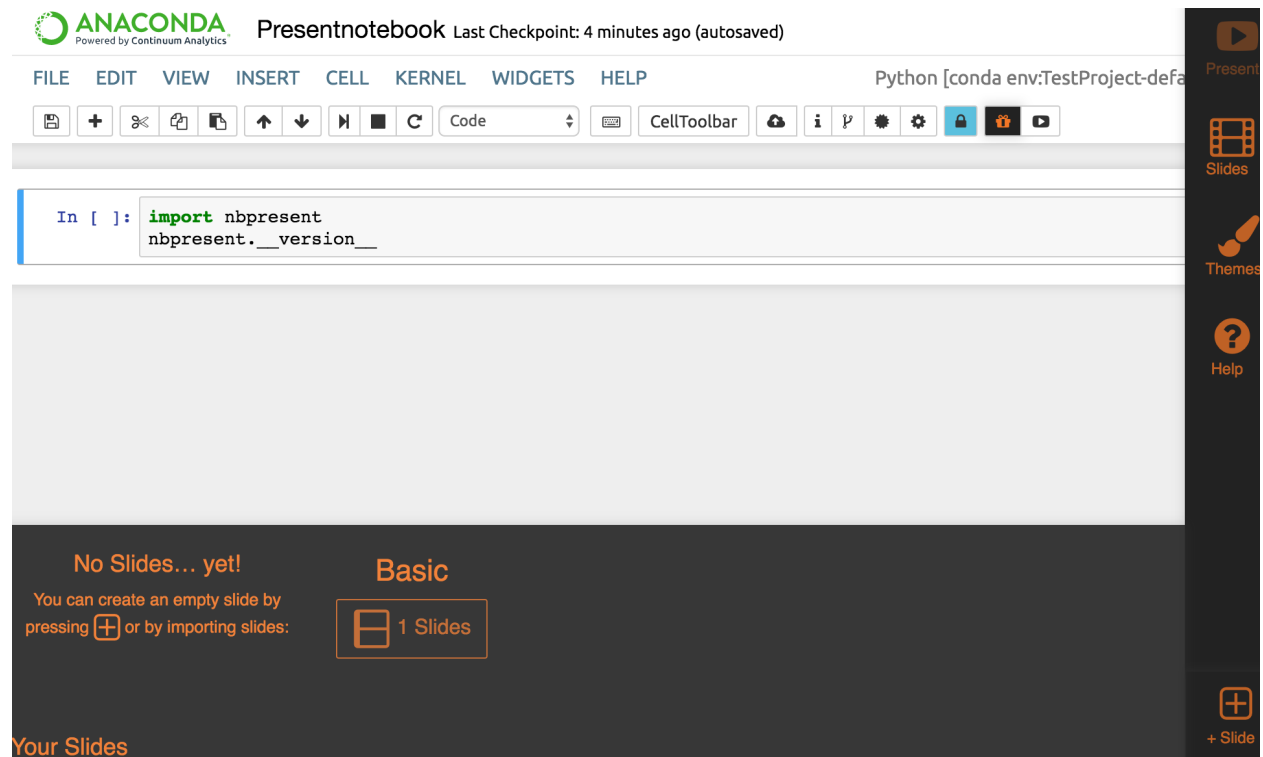 ANACONDA
Powered by Continuum Analytics
Presentnotebook Last Checkpoint: 4 minutes ago (autosaved)
FILE EDIT VIEW INSERT CELL KERNEL WIDGETS HELP
Python [conda env:TestProject-defa
Code
CellToolbar
In [ ]: import nbpresent
nbpresent.__version__
Present
Slides
Themes
Help
No Slides... yet!
You can create an empty slide by
pressing or by importing slides:
Basic
1 Slides
Your Slides
+ Slide